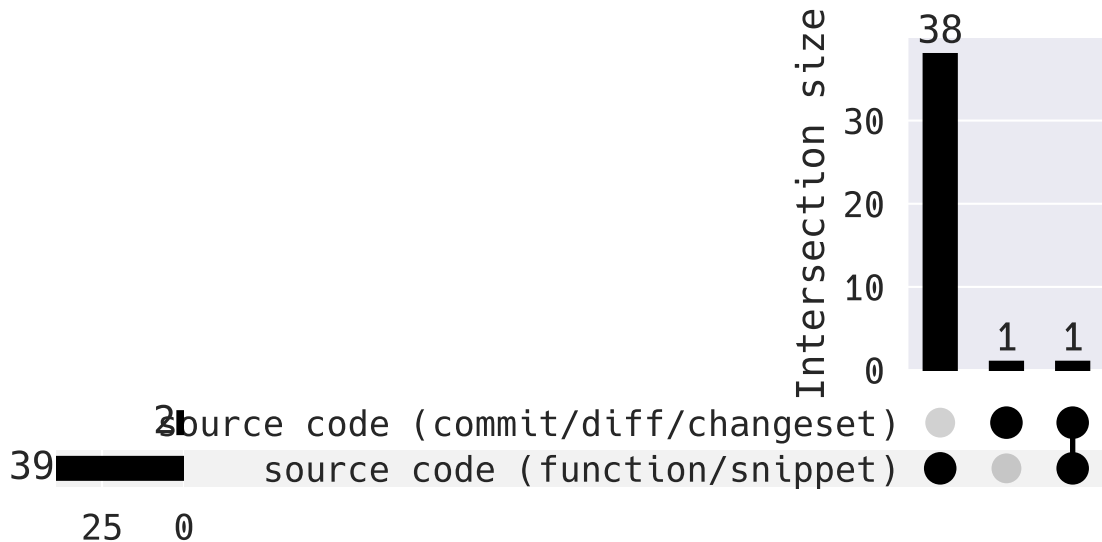 38
Intersection size
30
20
10
0
1 1
2 source code (commit/diff/changeset)
39 source code (function/snippet)
25 0